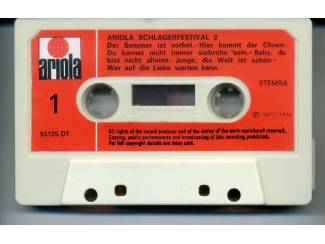 ARIOLA SCHLAGERFESTIVAL 2
Der Sommer ist vorbei.-Hier kommt der Clown.-
Du kannst nicht immer siebzehn sein.-Baby, du
bist nicht alleine.-Junge, die Welt ist schön.-
Wer auf die Liebe warten kann.
ariola
1
STEMRA
55126 DT
All rights of the record producer and of the owner of the work reproduced reserved.
Copying, public performances and broadcasting of this recording prohibited.
For full copyright details see inlay card.